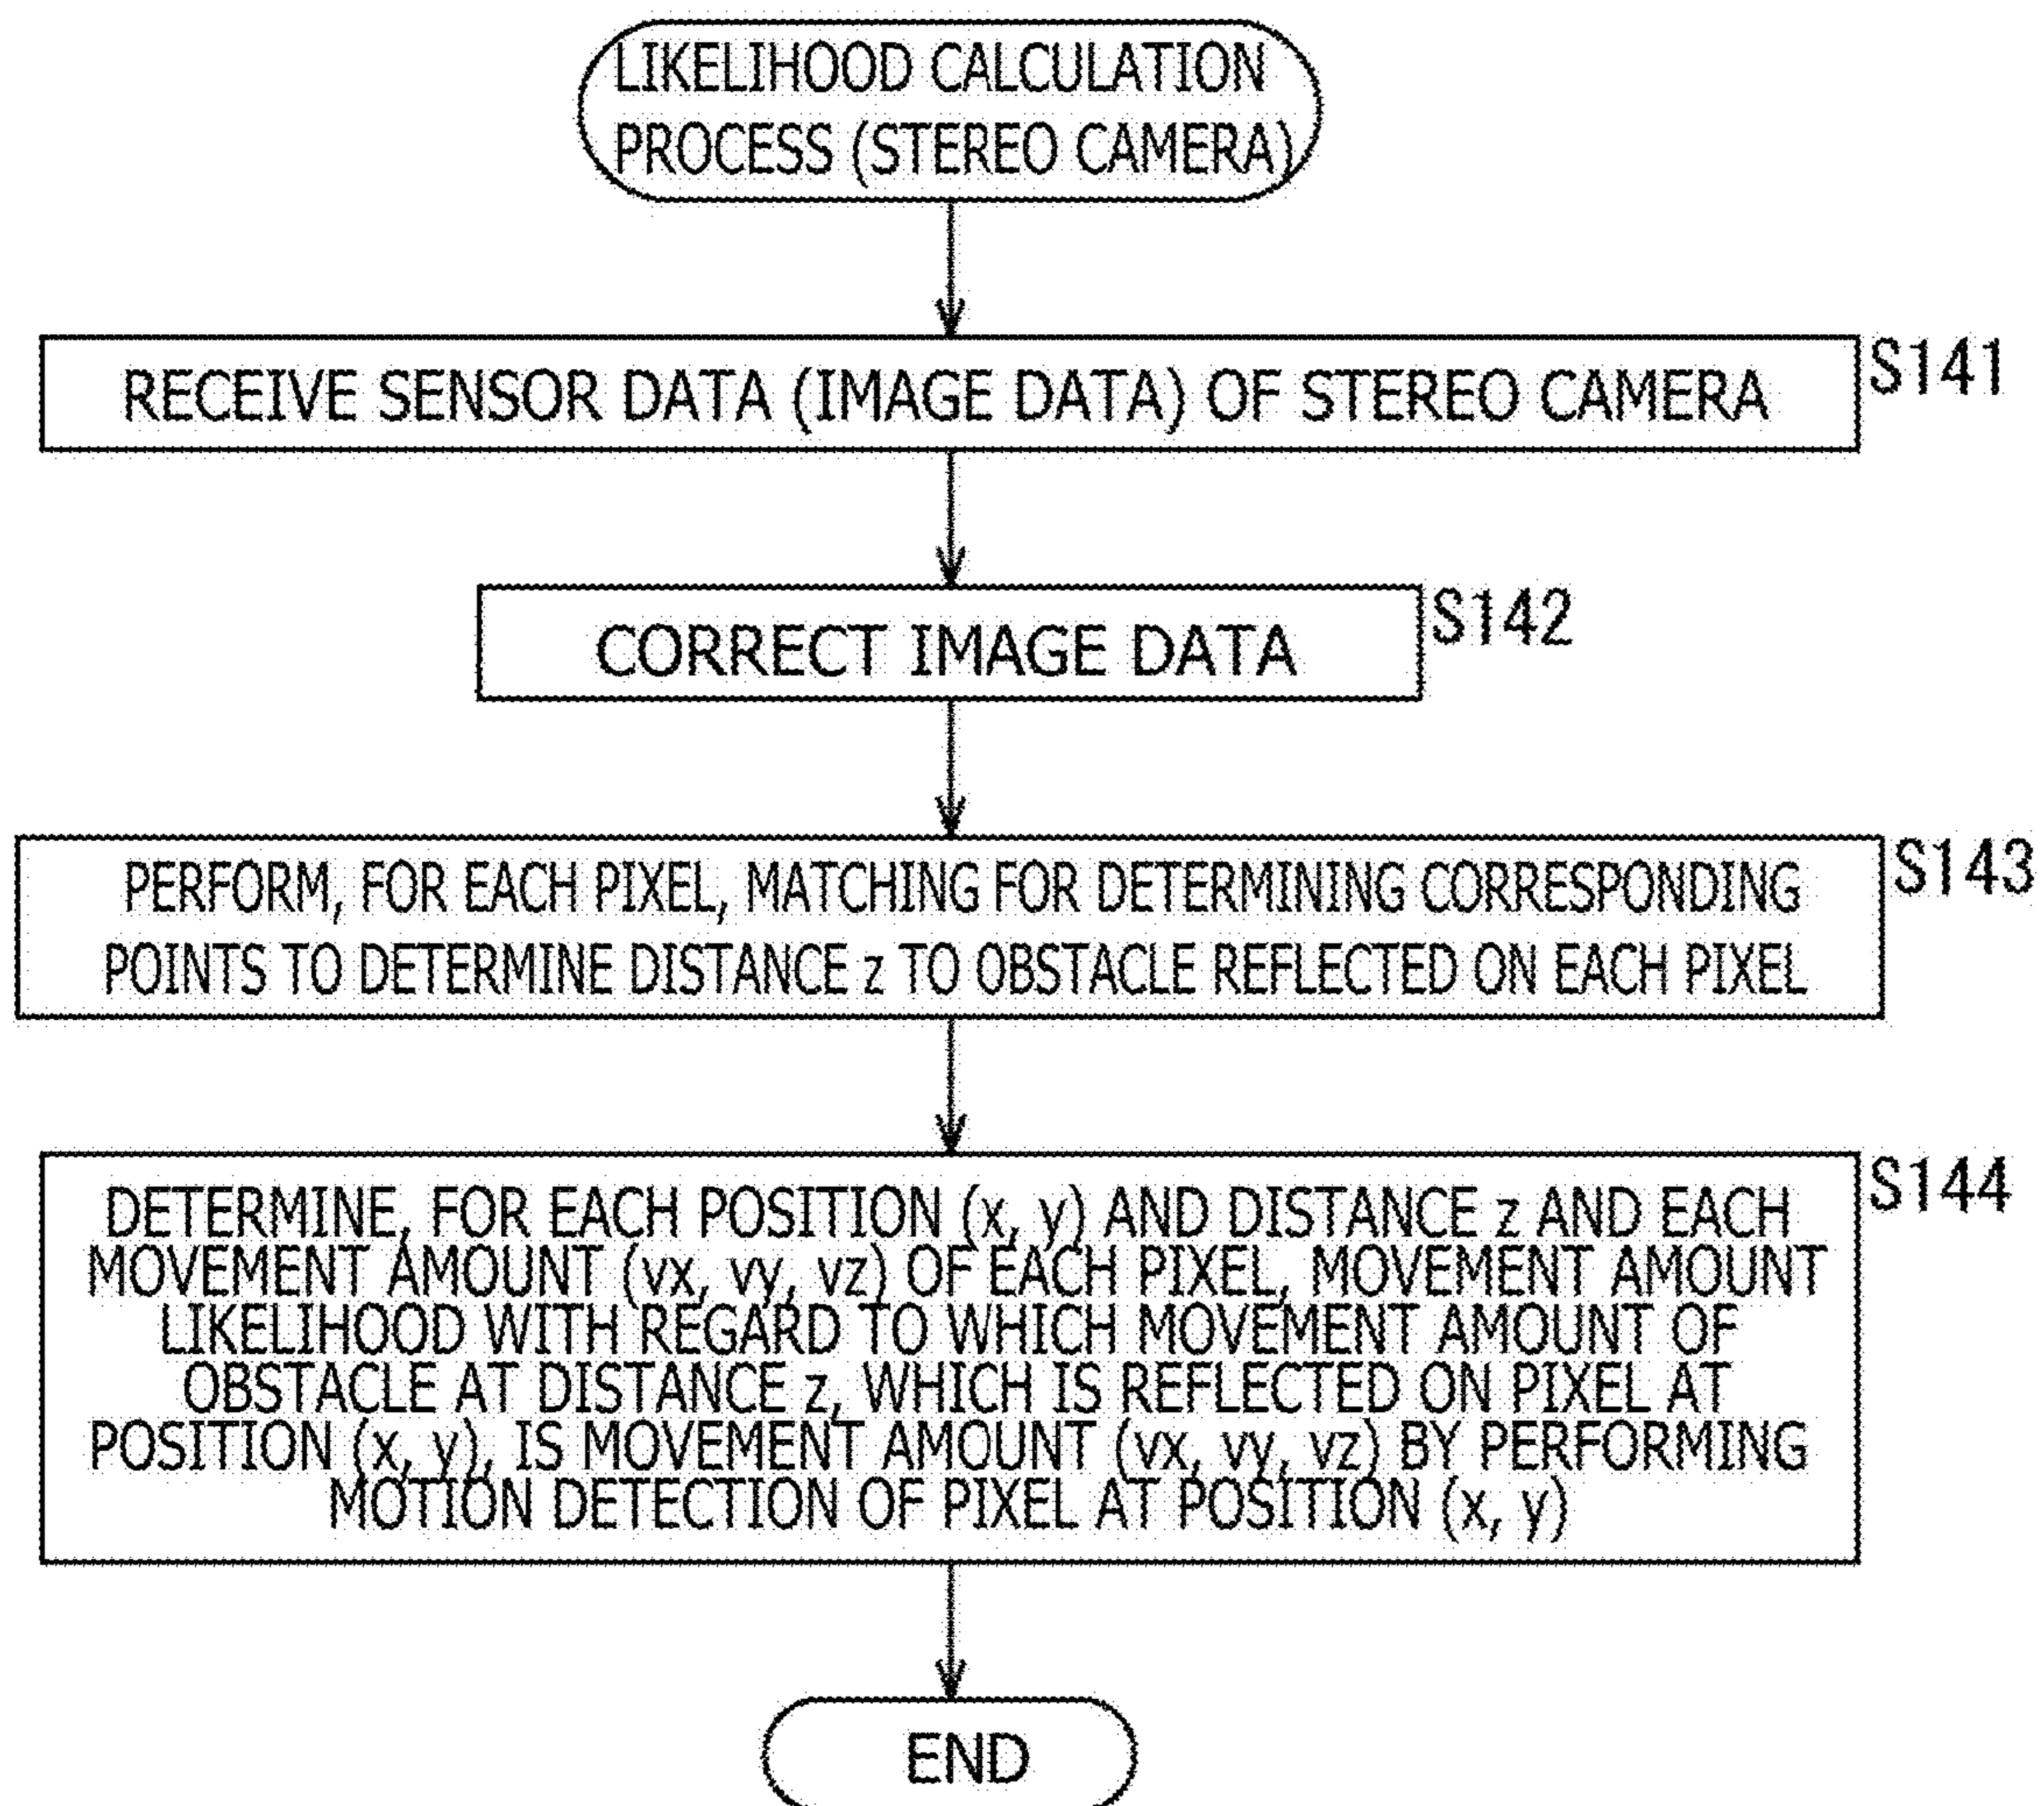 LIKELIHOOD CALCULATION
PROCESS (STEREO CAMERA)
RECEIVE SENSOR DATA (IMAGE DATA) OF STEREO CAMERA
S141
CORRECT IMAGE DATA
S142
PERFORM, FOR EACH PIXEL, MATCHING FOR DETERMINING CORRESPONDING
POINTS TO DETERMINE DISTANCE z TO OBSTACLE REFLECTED ON EACH PIXEL
S143
DETERMINE, FOR EACH POSITION (x, y) AND DISTANCE z AND EACH
MOVEMENT AMOUNT (vx, vy, vz) OF EACH PIXEL, MOVEMENT AMOUNT
LIKELIHOOD WITH REGARD TO WHICH MOVEMENT AMOUNT OF
OBSTACLE AT DISTANCE z, WHICH IS REFLECTED ON PIXEL AT
POSITION (x, y), IS MOVEMENT AMOUNT (vx, vy, vz) BY PERFORMING
MOTION DETECTION OF PIXEL AT POSITION (x, y)
S144
END